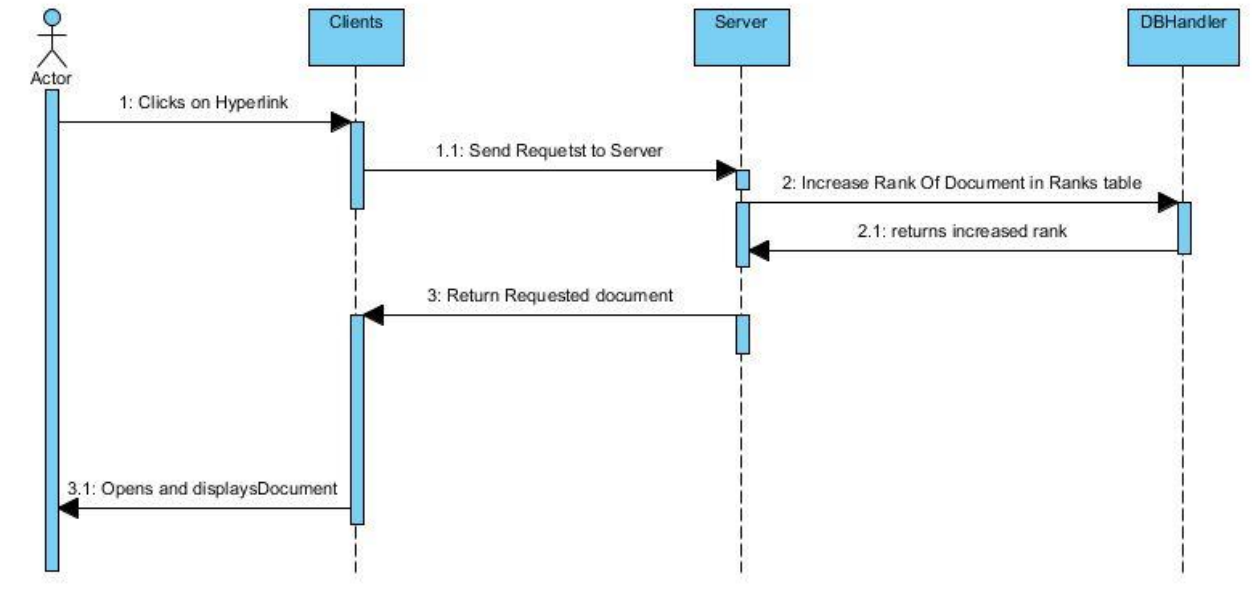 Clients
Server
DBHandler
Actor
1: Clicks on Hyperlink
1.1: Send Requetst to Server
2: Increase Rank Of Document in Ranks table
2.1: returns increased rank
3: Return Requested document
3.1: Opens and displaysDocument